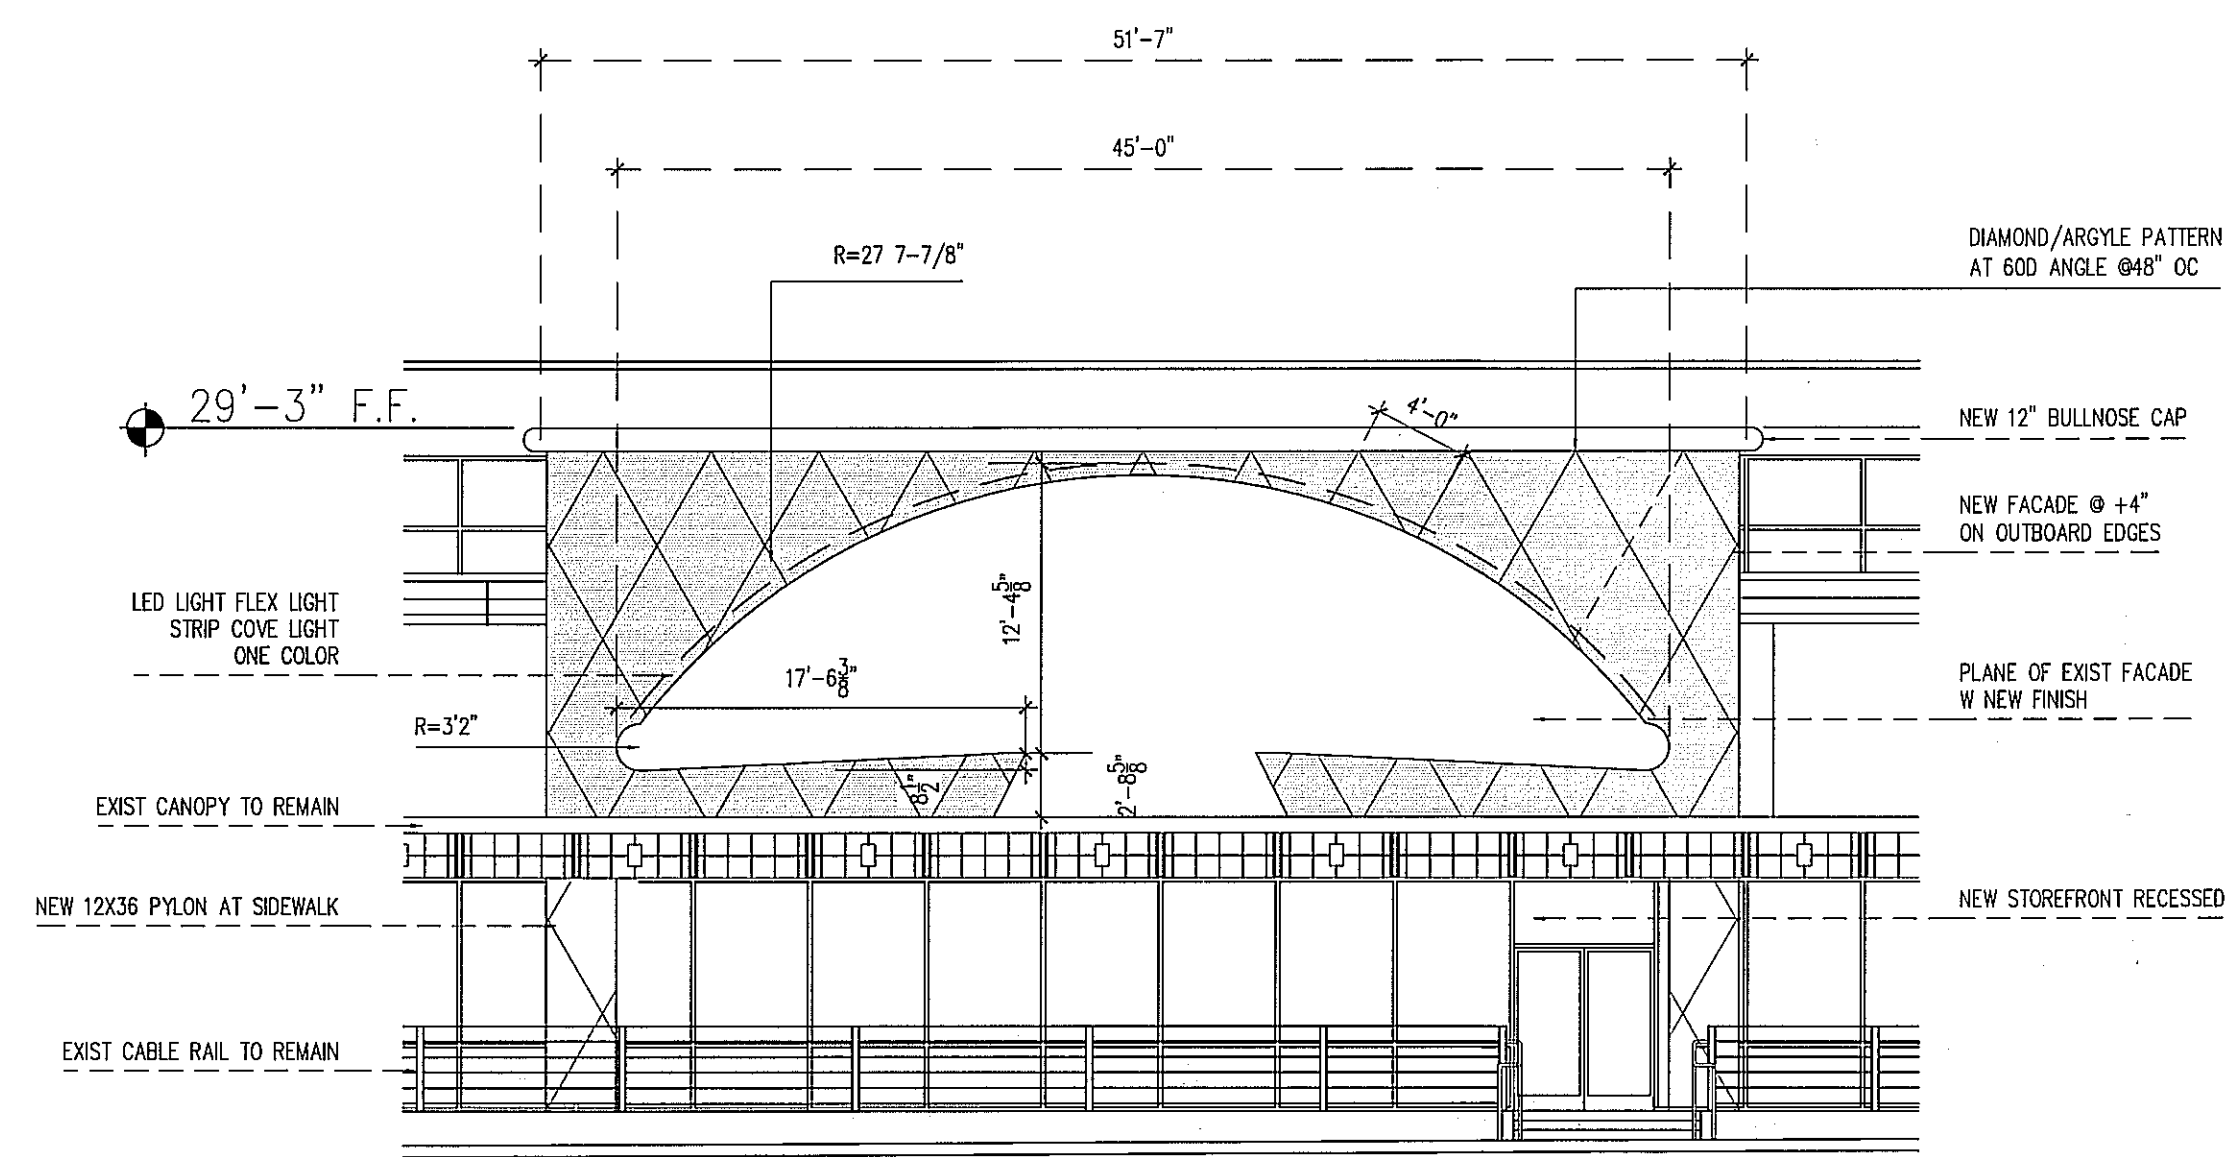 51'-7"
45'-0"
R=27 7-7/8"
DIAMOND/ARGYLE PATTERN
AT 60D ANGLE @48" OC
29'-3" F.F.
4'-0"
NEW 12" BULLNOSE CAP
NEW FACADE @ +4"
ON OUTBOARD EDGES
LED LIGHT FLEX LIGHT
STRIP COVE LIGHT
ONE COLOR
12'-4 5/8"
17'-6 3/8"
PLANE OF EXIST FACADE
W NEW FINISH
R=3'2"
8 1/2"
2'-8 5/8"
EXIST CANOPY TO REMAIN
NEW 12X36 PYLON AT SIDEWALK
NEW STOREFRONT RECESSED
EXIST CABLE RAIL TO REMAIN